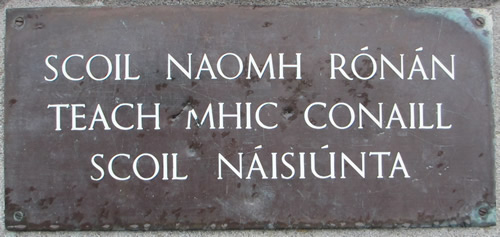 SCOIL NAOMH RÓNÁN
TEACH MHIC CONAILL
SCOIL NÁISIÚNTA